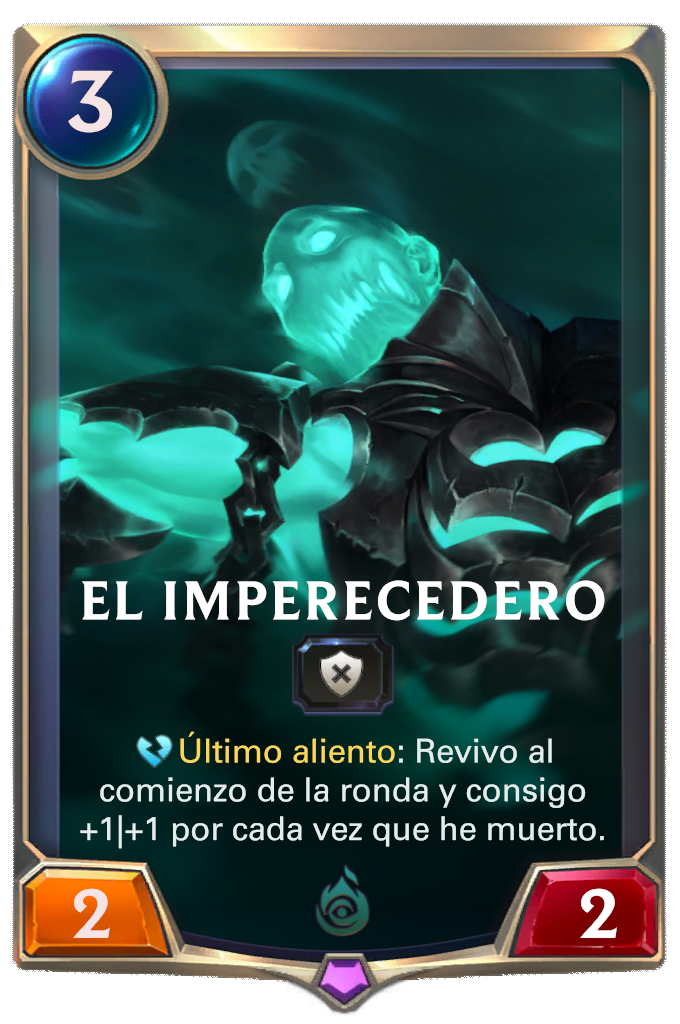 3
EL IMPERECEDERO
Último aliento: Revivo al
comienzo de la ronda y consigo
+1|+1 por cada vez que he muerto.
2
2